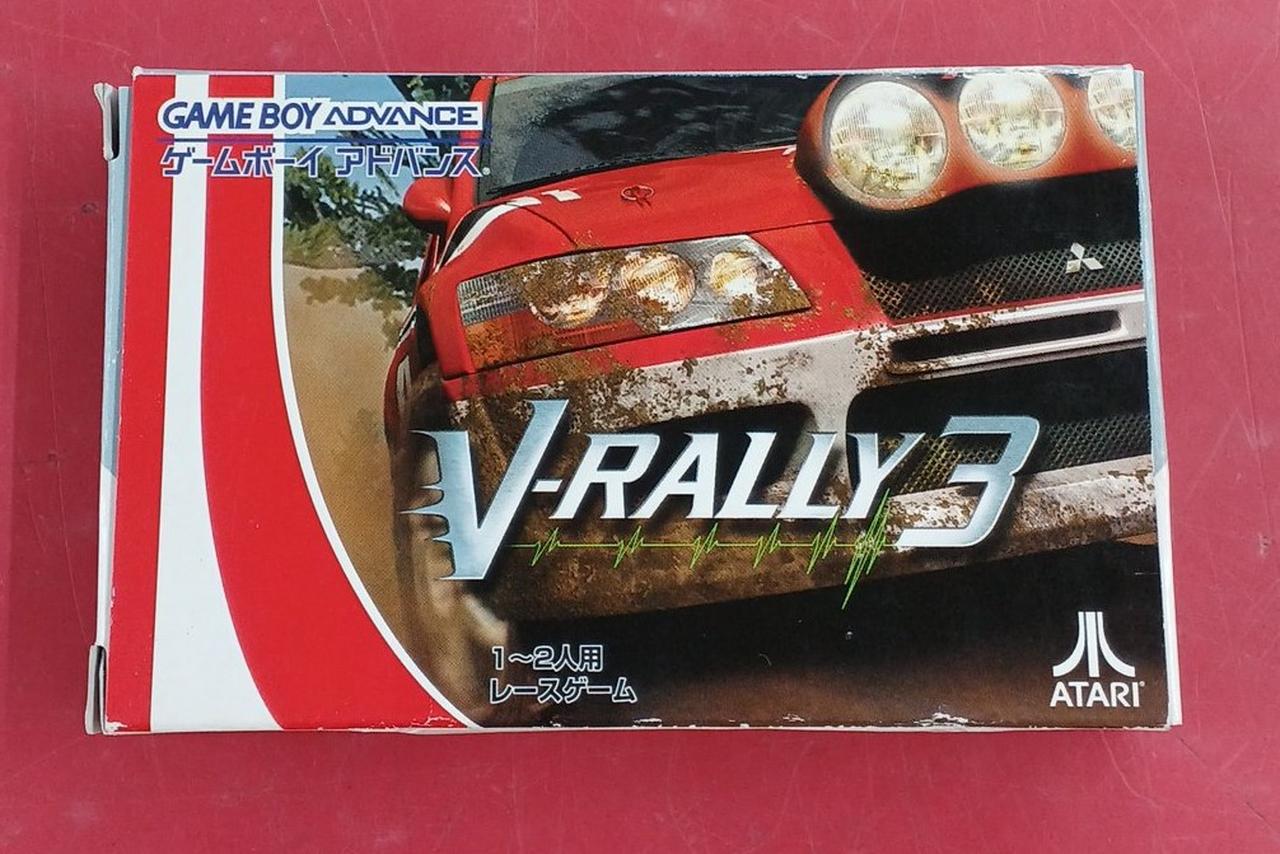 GAME BOY ADVANCE
ゲームボーイ アドバンス
V-RALLY 3
1～2人用
レースゲーム
ATARI